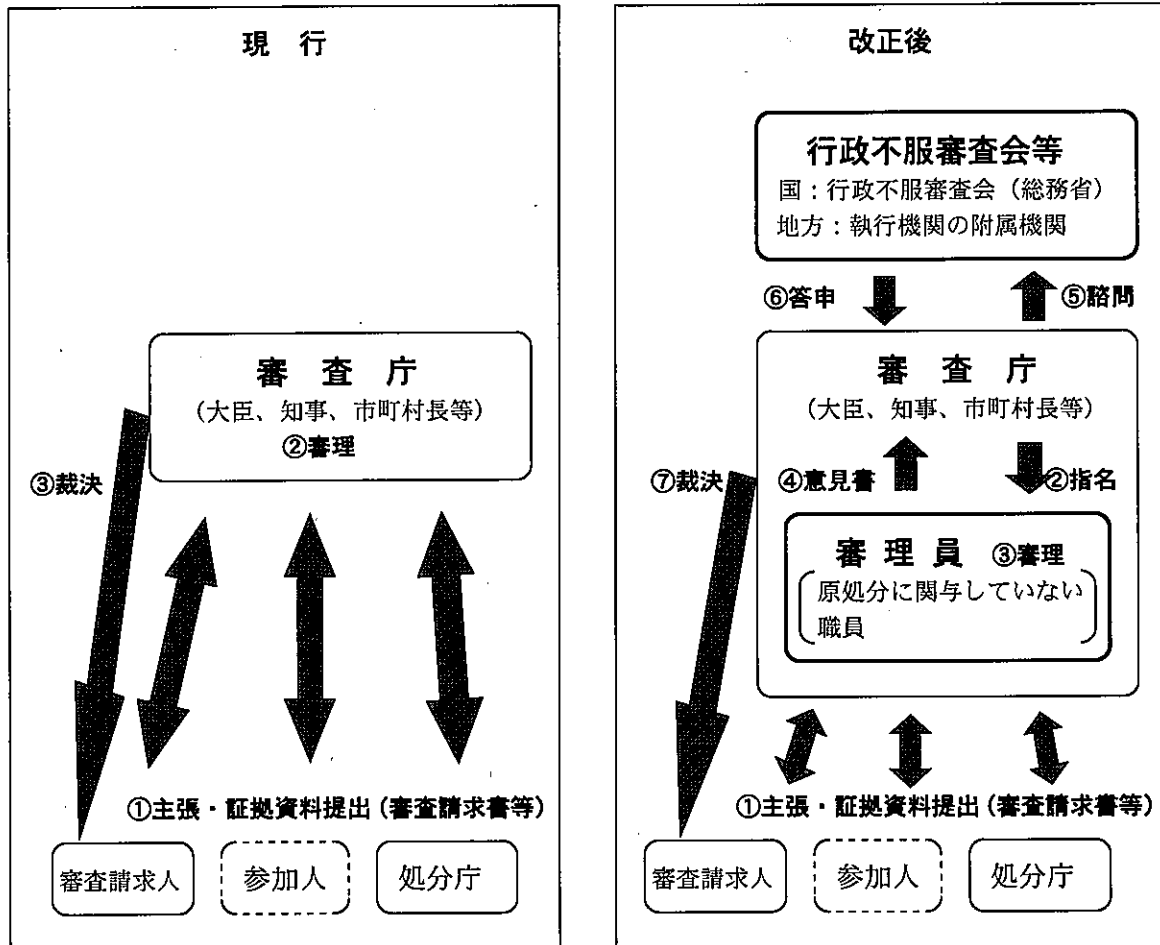 現 行
審 査 庁
(大臣、知事、市町村長等)
②審理
③裁決
①主張・証拠資料提出(審査請求書等)
審査請求人
参加人
処分庁
改正後
行政不服審査会等
国:行政不服審査会(総務省)
地方:執行機関の附属機関
⑥答申
⑤諮問
審 査 庁
(大臣、知事、市町村長等)
⑦裁決
④意見書
②指名
審 理 員 ③審理
原処分に関与していない
職員
①主張・証拠資料提出(審査請求書等)
審査請求人
参加人
処分庁